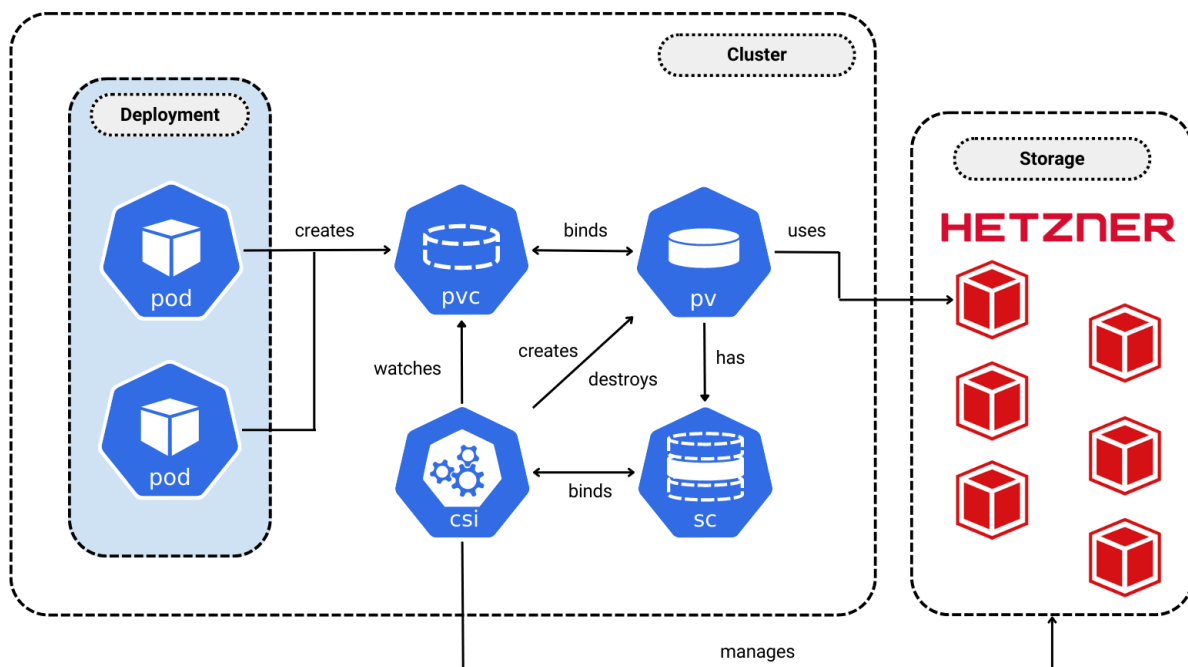 Cluster
Deployment
Storage
HETZNER
pod
creates
pvc
binds
pv
uses
watches
creates
destroys
has
pod
csi
binds
sc
manages